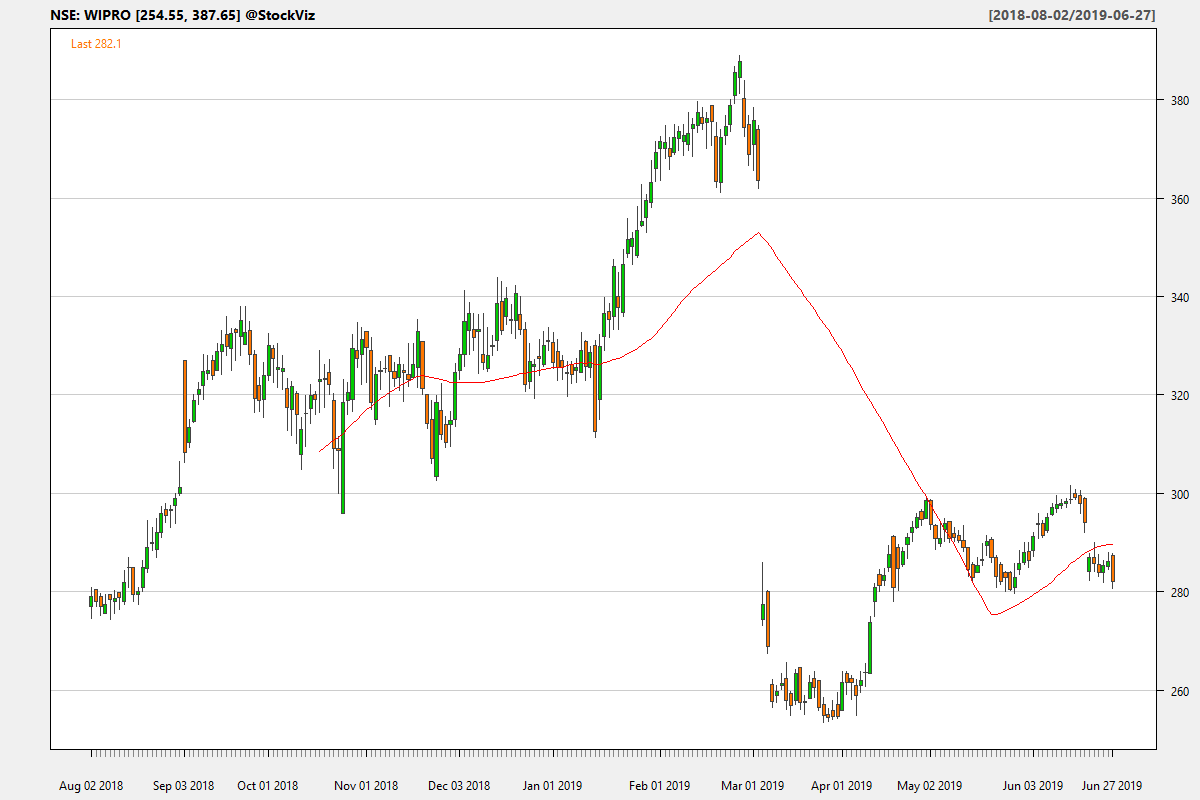 NSE: WIPRO [254.55, 387.65] @StockViz [2018-08-02/2019-06-27]
Last 282.1
380
360
340
320
300
280
260
Aug 02 2018 Sep 03 2018 Oct 01 2018 Nov 01 2018 Dec 03 2018 Jan 01 2019 Feb 01 2019 Mar 01 2019 Apr 01 2019 May 02 2019 Jun 03 2019 Jun 27 2019